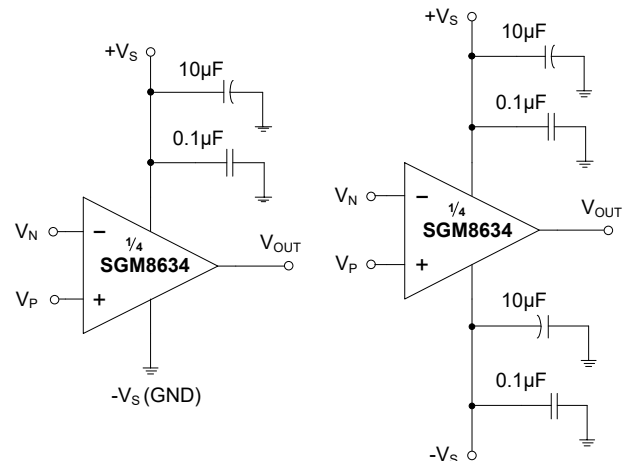 +VS
10µF
0.1µF
VN
−
¼
SGM8634
VOUT
VP
+
-VS (GND)
+VS
10µF
0.1µF
VN
−
¼
SGM8634
VOUT
VP
+
10µF
0.1µF
-VS